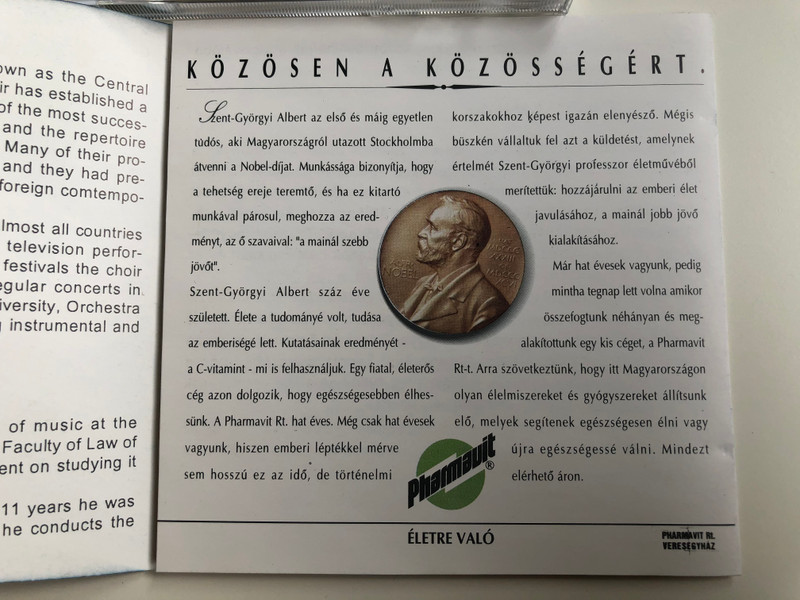 own as the Central
ir has established a
of the most succes-
and the repertoire
Many of their pro-
and they had pre-
foreign comtempo-
lmost all countries
television perfor-
festivals the choir
egular concerts in
iversity, Orchestra
instrumental and
of music at the
Faculty of Law of
ent on studying it
11 years he was
he conducts the
KÖZÖSEN A KÖZÖSSÉGÉRT.
Szent-Györgyi Albert az első és máig egyetlen
tudós, aki Magyarországról utazott Stockholmba
átvenni a Nobel-díjat. Munkássága bizonyítja, hogy
a tehetség ereje teremtő, és ha ez kitartó
munkával párosul, meghozza az ered-
ményt, az ő szavaival: "a mainál szebb
jövőt".
Szent-Györgyi Albert száz éve
született. Élete a tudományé volt, tudása
az emberiségé lett. Kutatásainak eredményét -
a C-vitamint - mi is felhasználjuk. Egy fiatal, életerős
cég azon dolgozik, hogy egészségesebben élhes-
sünk. A Pharmavit Rt. hat éves. Még csak hat évesek
vagyunk, hiszen emberi léptékkel mérve
sem hosszú ez az idő, de történelmi
korszakokhoz képest igazán elenyésző. Mégis
büszkén vállaltuk fel azt a küldetést, amelynek
értelmét Szent-Györgyi professzor életművéből
merítettük: hozzájárulni az emberi élet
javulásához, a mainál jobb jövő
kialakításához.
Már hat évesek vagyunk, pedig
mintha tegnap lett volna amikor
összefogtunk néhányan és meg-
alakítottunk egy kis céget, a Pharmavit
Rt-t. Arra szövetkeztünk, hogy itt Magyarországon
olyan élelmiszereket és gyógyszereket állítsunk
elő, melyek segítenek egészségesen élni vagy
újra egészségessé válni. Mindezt
elérhető áron.
NOBEL
Pharmavit®
ÉLETRE VALÓ
PHARMAVIT Rt.
VERESEGYHÁZ